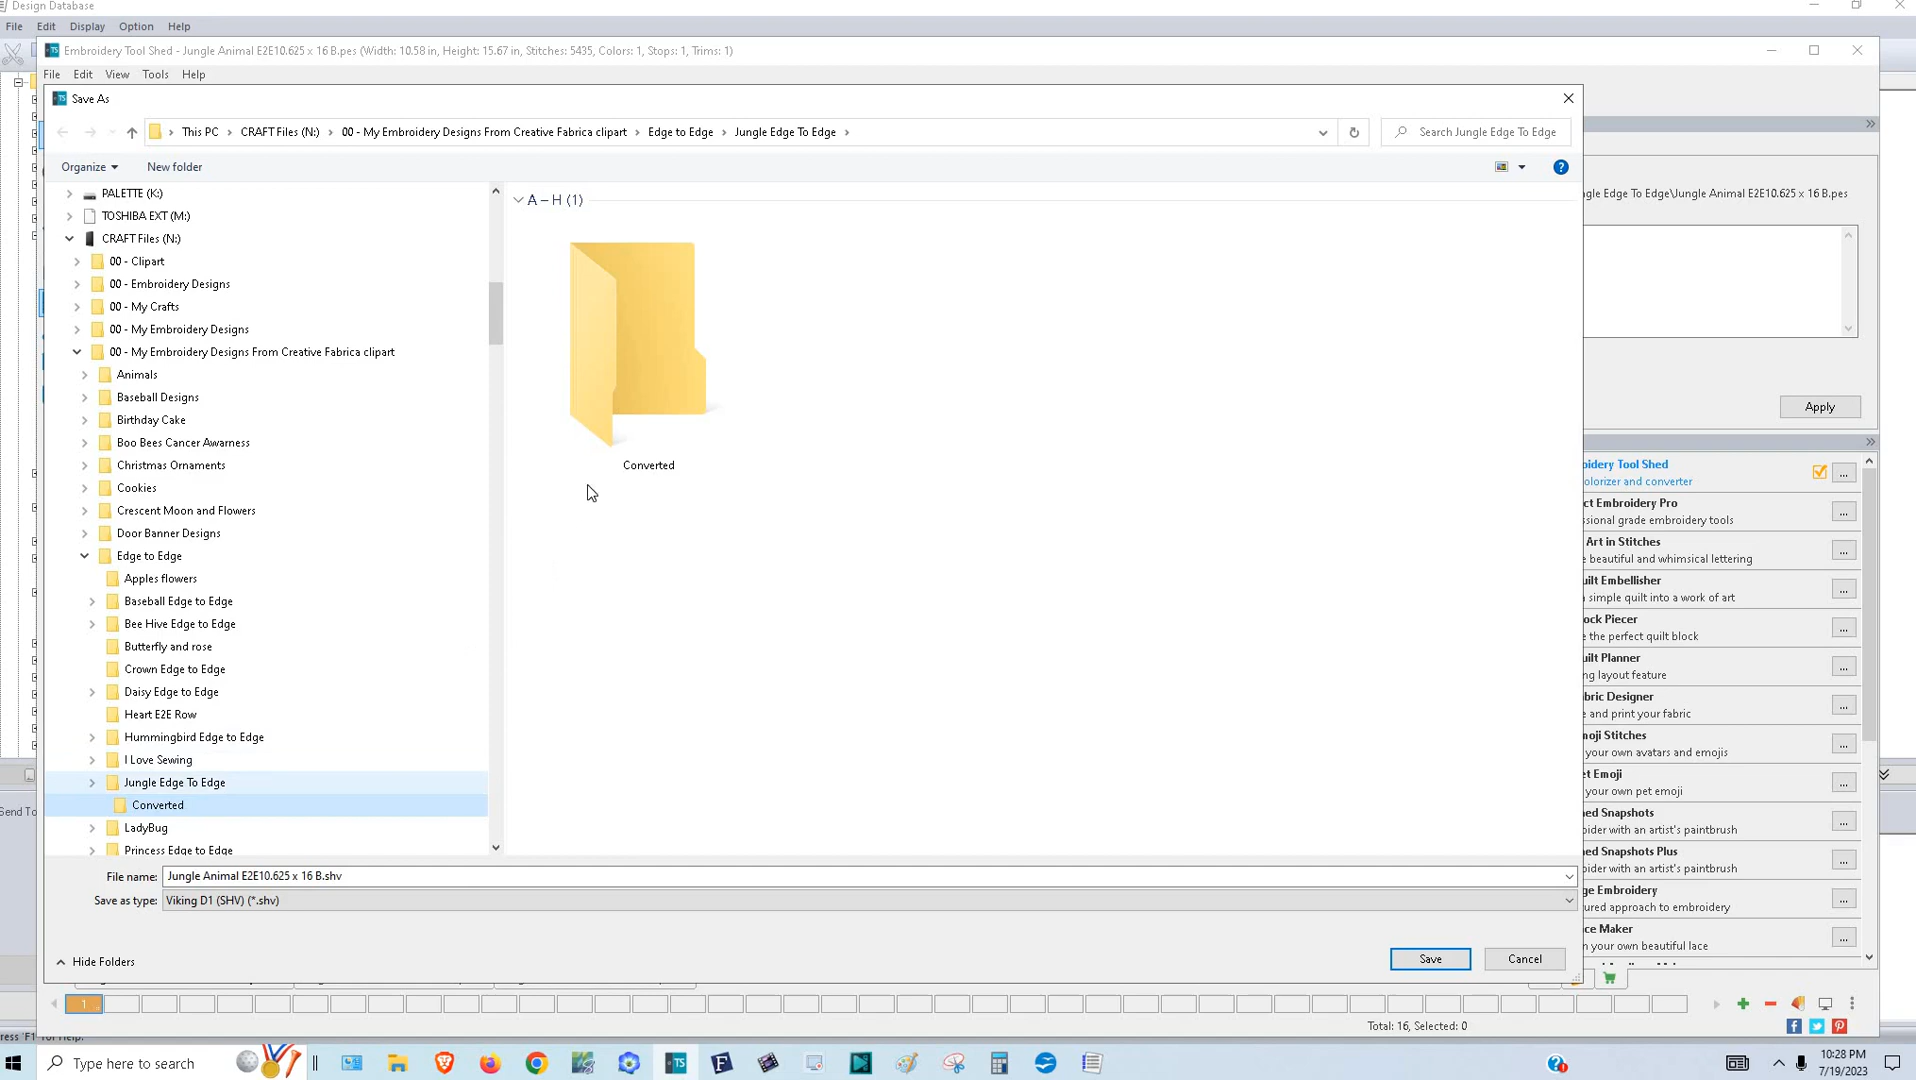 Design Database
File Edit Display Option Help
Embroidery Tool Shed - Jungle Animal E2E10.625 x 16 B.pes (Width: 10.58 in, Height: 15.67 in, Stitches: 5435, Colors: 1, Stops: 1, Trims: 1)
File Edit View Tools Help
Save As
This PC CRAFT Files (N:) 00 - My Embroidery Designs From Creative Fabrica clipart Edge to Edge Jungle Edge To Edge
Search Jungle Edge To Edge
Organize New folder
PALETTE (K:)
TOSHIBA EXT (M:)
CRAFT Files (N:)
00 - Clipart
00 - Embroidery Designs
00 - My Crafts
00 - My Embroidery Designs
00 - My Embroidery Designs From Creative Fabrica clipart
Animals
Baseball Designs
Birthday Cake
Boo Bees Cancer Awarness
Christmas Ornaments
Cookies
Crescent Moon and Flowers
Door Banner Designs
Edge to Edge
Apples flowers
Baseball Edge to Edge
Bee Hive Edge to Edge
Butterfly and rose
Crown Edge to Edge
Daisy Edge to Edge
Heart E2E Row
Hummingbird Edge to Edge
I Love Sewing
Jungle Edge To Edge
Converted
LadyBug
Princess Edge to Edge
A – H (1)
Converted
File name: Jungle Animal E2E10.625 x 16 B.shv
Save as type: Viking D1 (SHV) (*.shv)
Hide Folders
Save Cancel
gle Edge To Edge\Jungle Animal E2E10.625 x 16 B.pes
Apply
oidery Tool Shed
olorizer and converter
ct Embroidery Pro
ssional grade embroidery tools
Art in Stitches
e beautiful and whimsical lettering
uilt Embellisher
a simple quilt into a work of art
ock Piecer
e the perfect quilt block
uilt Planner
ng layout feature
bric Designer
e and print your fabric
moji Stitches
your own avatars and emojis
et Emoji
your own pet emoji
ned Snapshots
oider with an artist's paintbrush
ned Snapshots Plus
oider with an artist's paintbrush
ge Embroidery
tured approach to embroidery
ce Maker
n your own beautiful lace
Send To
1
Total: 16, Selected: 0
ress 'F1' for Help.
Type here to search
10:28 PM
7/19/2023